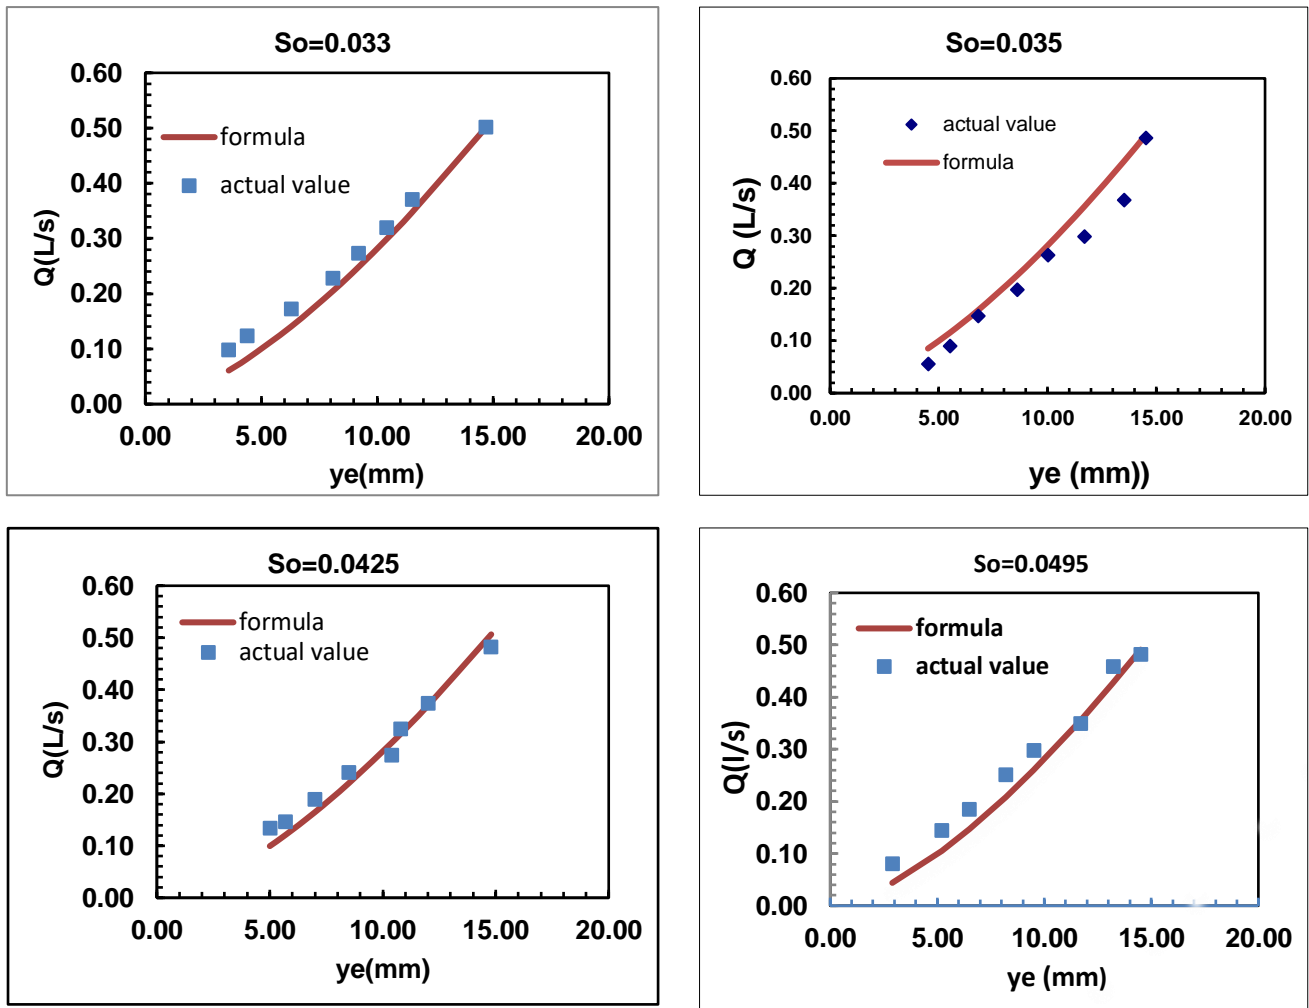 So=0.033
0.60
0.50
0.40
0.30
0.20
0.10
0.00
Q(L/s)
formula
actual value
0.00 5.00 10.00 15.00 20.00
ye(mm)
So=0.035
0.60
0.50
0.40
0.30
0.20
0.10
0.00
Q (L/s)
actual value
formula
0.00 5.00 10.00 15.00 20.00
ye (mm))
So=0.0425
0.60
0.50
0.40
0.30
0.20
0.10
0.00
Q(L/s)
formula
actual value
0.00 5.00 10.00 15.00 20.00
ye(mm)
So=0.0495
0.60
0.50
0.40
0.30
0.20
0.10
0.00
Q(l/s)
formula
actual value
0.00 5.00 10.00 15.00 20.00
ye (mm)